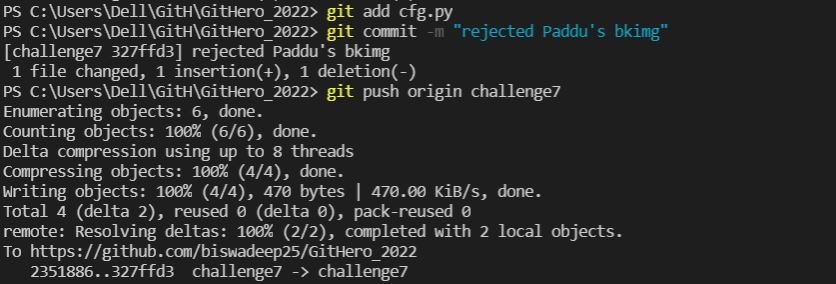 PS C:\Users\Dell\GitH\GitHero_2022> git add cfg.py
PS C:\Users\Dell\GitH\GitHero_2022> git commit -m "rejected Paddu's bkimg"
[challenge7 327ffd3] rejected Paddu's bkimg
 1 file changed, 1 insertion(+), 1 deletion(-)
PS C:\Users\Dell\GitH\GitHero_2022> git push origin challenge7
Enumerating objects: 6, done.
Counting objects: 100% (6/6), done.
Delta compression using up to 8 threads
Compressing objects: 100% (4/4), done.
Writing objects: 100% (4/4), 470 bytes | 470.00 KiB/s, done.
Total 4 (delta 2), reused 0 (delta 0), pack-reused 0
remote: Resolving deltas: 100% (2/2), completed with 2 local objects.
To https://github.com/biswadeep25/GitHero_2022
   2351886..327ffd3  challenge7 -> challenge7